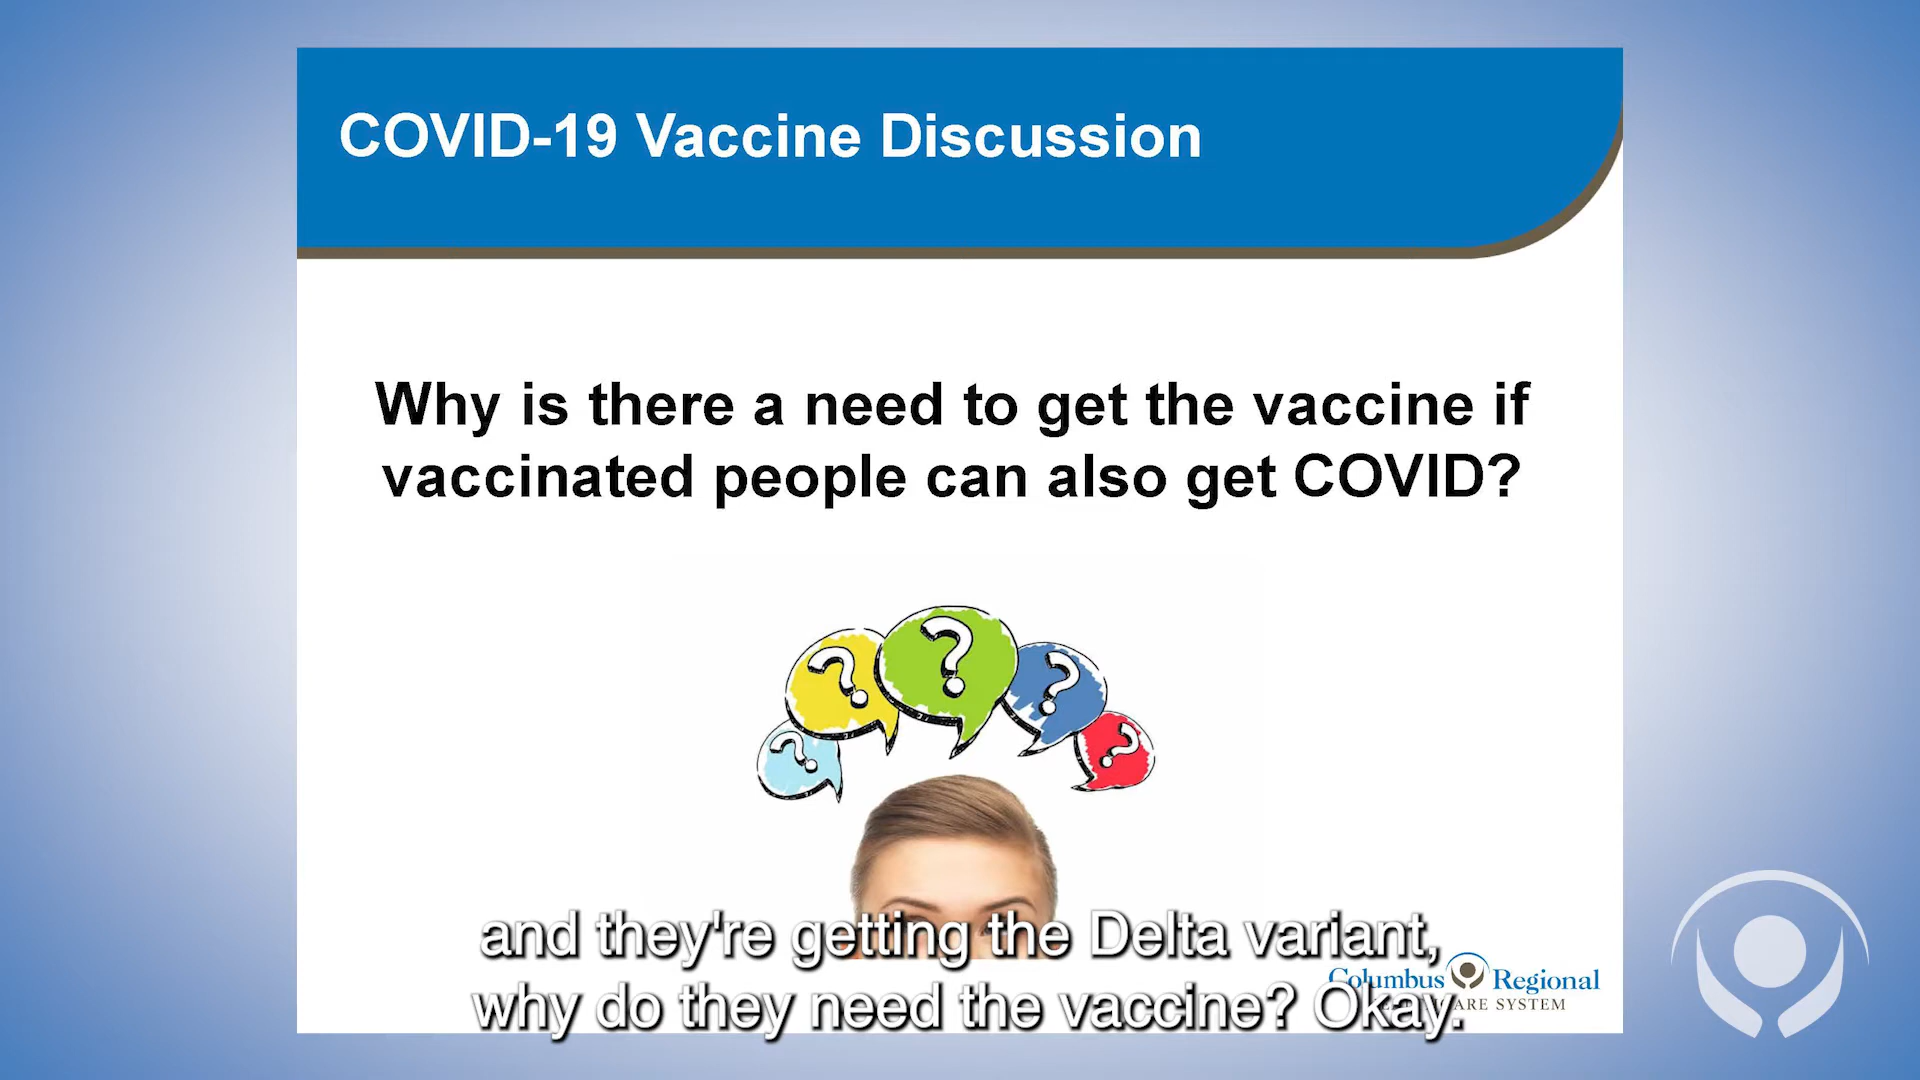 COVID-19 Vaccine Discussion
Why is there a need to get the vaccine if
vaccinated people can also get COVID?
? ? ? ? ?
and they're getting the Delta variant,
Columbus Regional
why do they need the vaccine? Okay.
SYSTEM